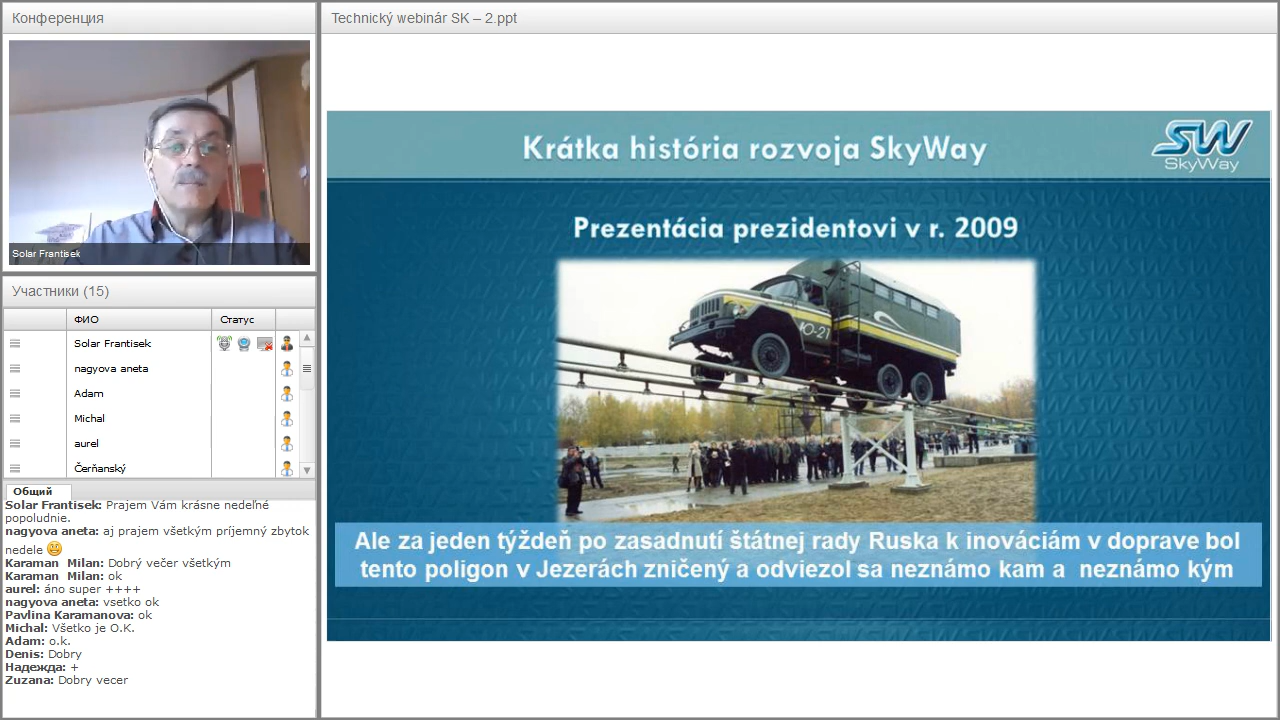 Конференция
Solar Frantisek
Участники (15)
ФИО
Статус
Solar Frantisek
nagyova aneta
Adam
Michal
aurel
Čerňanský
Общий
Solar Frantisek: Prajem Vám krásne nedeľné
popoludnie.
nagyova aneta: aj prajem všetkým príjemný zbytok
nedele
Karaman Milan: Dobrý večer všetkým
Karaman Milan: ok
aurel: áno super ++++
nagyova aneta: vsetko ok
Pavlina Karamanova: ok
Michal: Všetko je O.K.
Adam: o.k.
Denis: Dobry
Надежда: +
Zuzana: Dobry vecer
Technický webinár SK – 2.ppt
Krátka história rozvoja SkyWay
SW
SkyWay
Prezentácia prezidentovi v r. 2009
Ю-21
Ale za jeden týždeň po zasadnutí štátnej rady Ruska k inováciám v doprave bol
tento poligon v Jezerách zničený a odviezol sa neznámo kam a neznámo kým